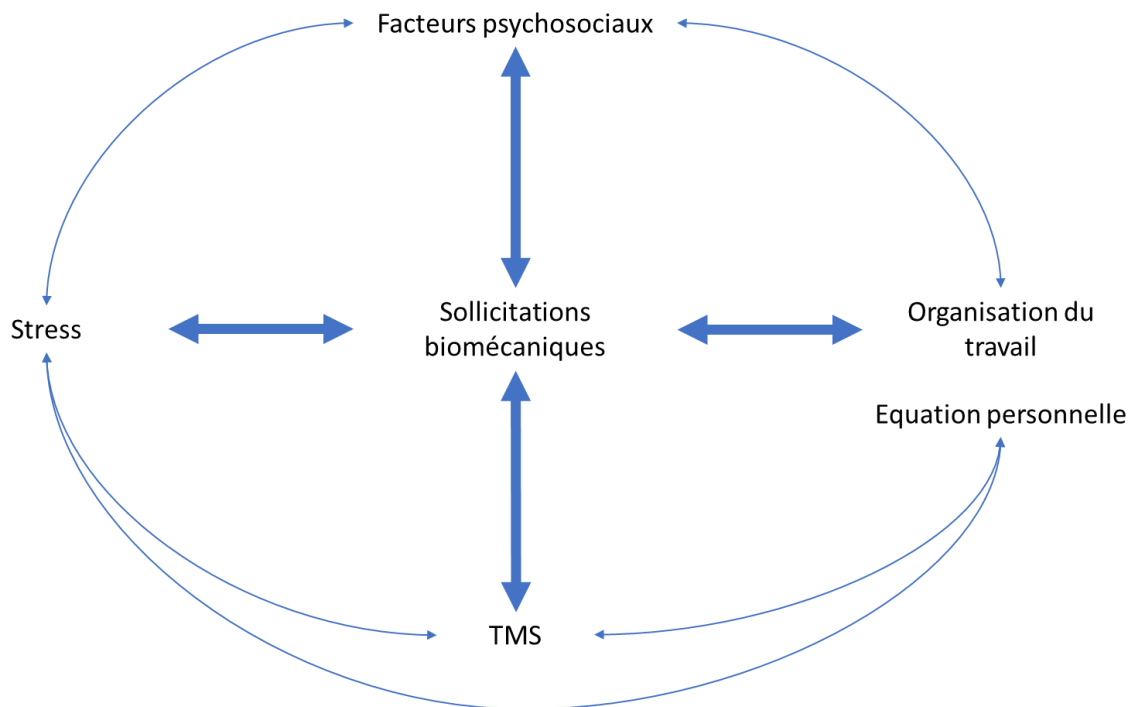 Facteurs psychosociaux
Stress
Sollicitations
biomécaniques
Organisation du
travail
Equation personnelle
TMS